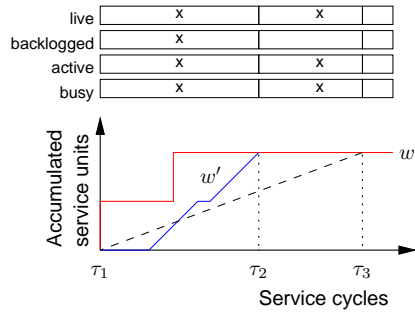 live x x
backlogged x
active x x
busy x x
Accumulated
service units
w
w′
τ1 τ2 τ3
Service cycles